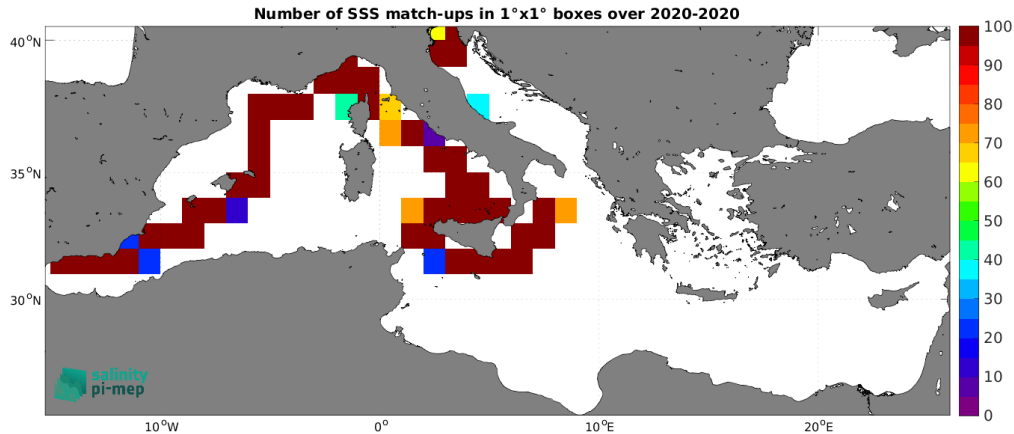 Number of SSS match-ups in 1°x1° boxes over 2020-2020
40°N
35°N
30°N
10°W
0°
10°E
20°E
100
90
80
70
60
50
40
30
20
10
0
salinity
pi-mep